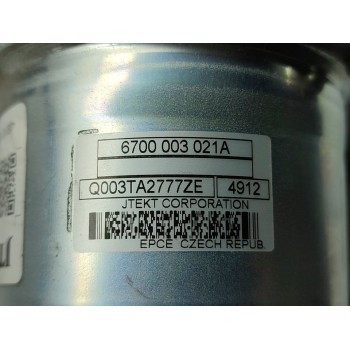 6700 003 021A
Q003TA2777ZE 4912
JTEKT CORPORATION
EPCE CZECH REPUB